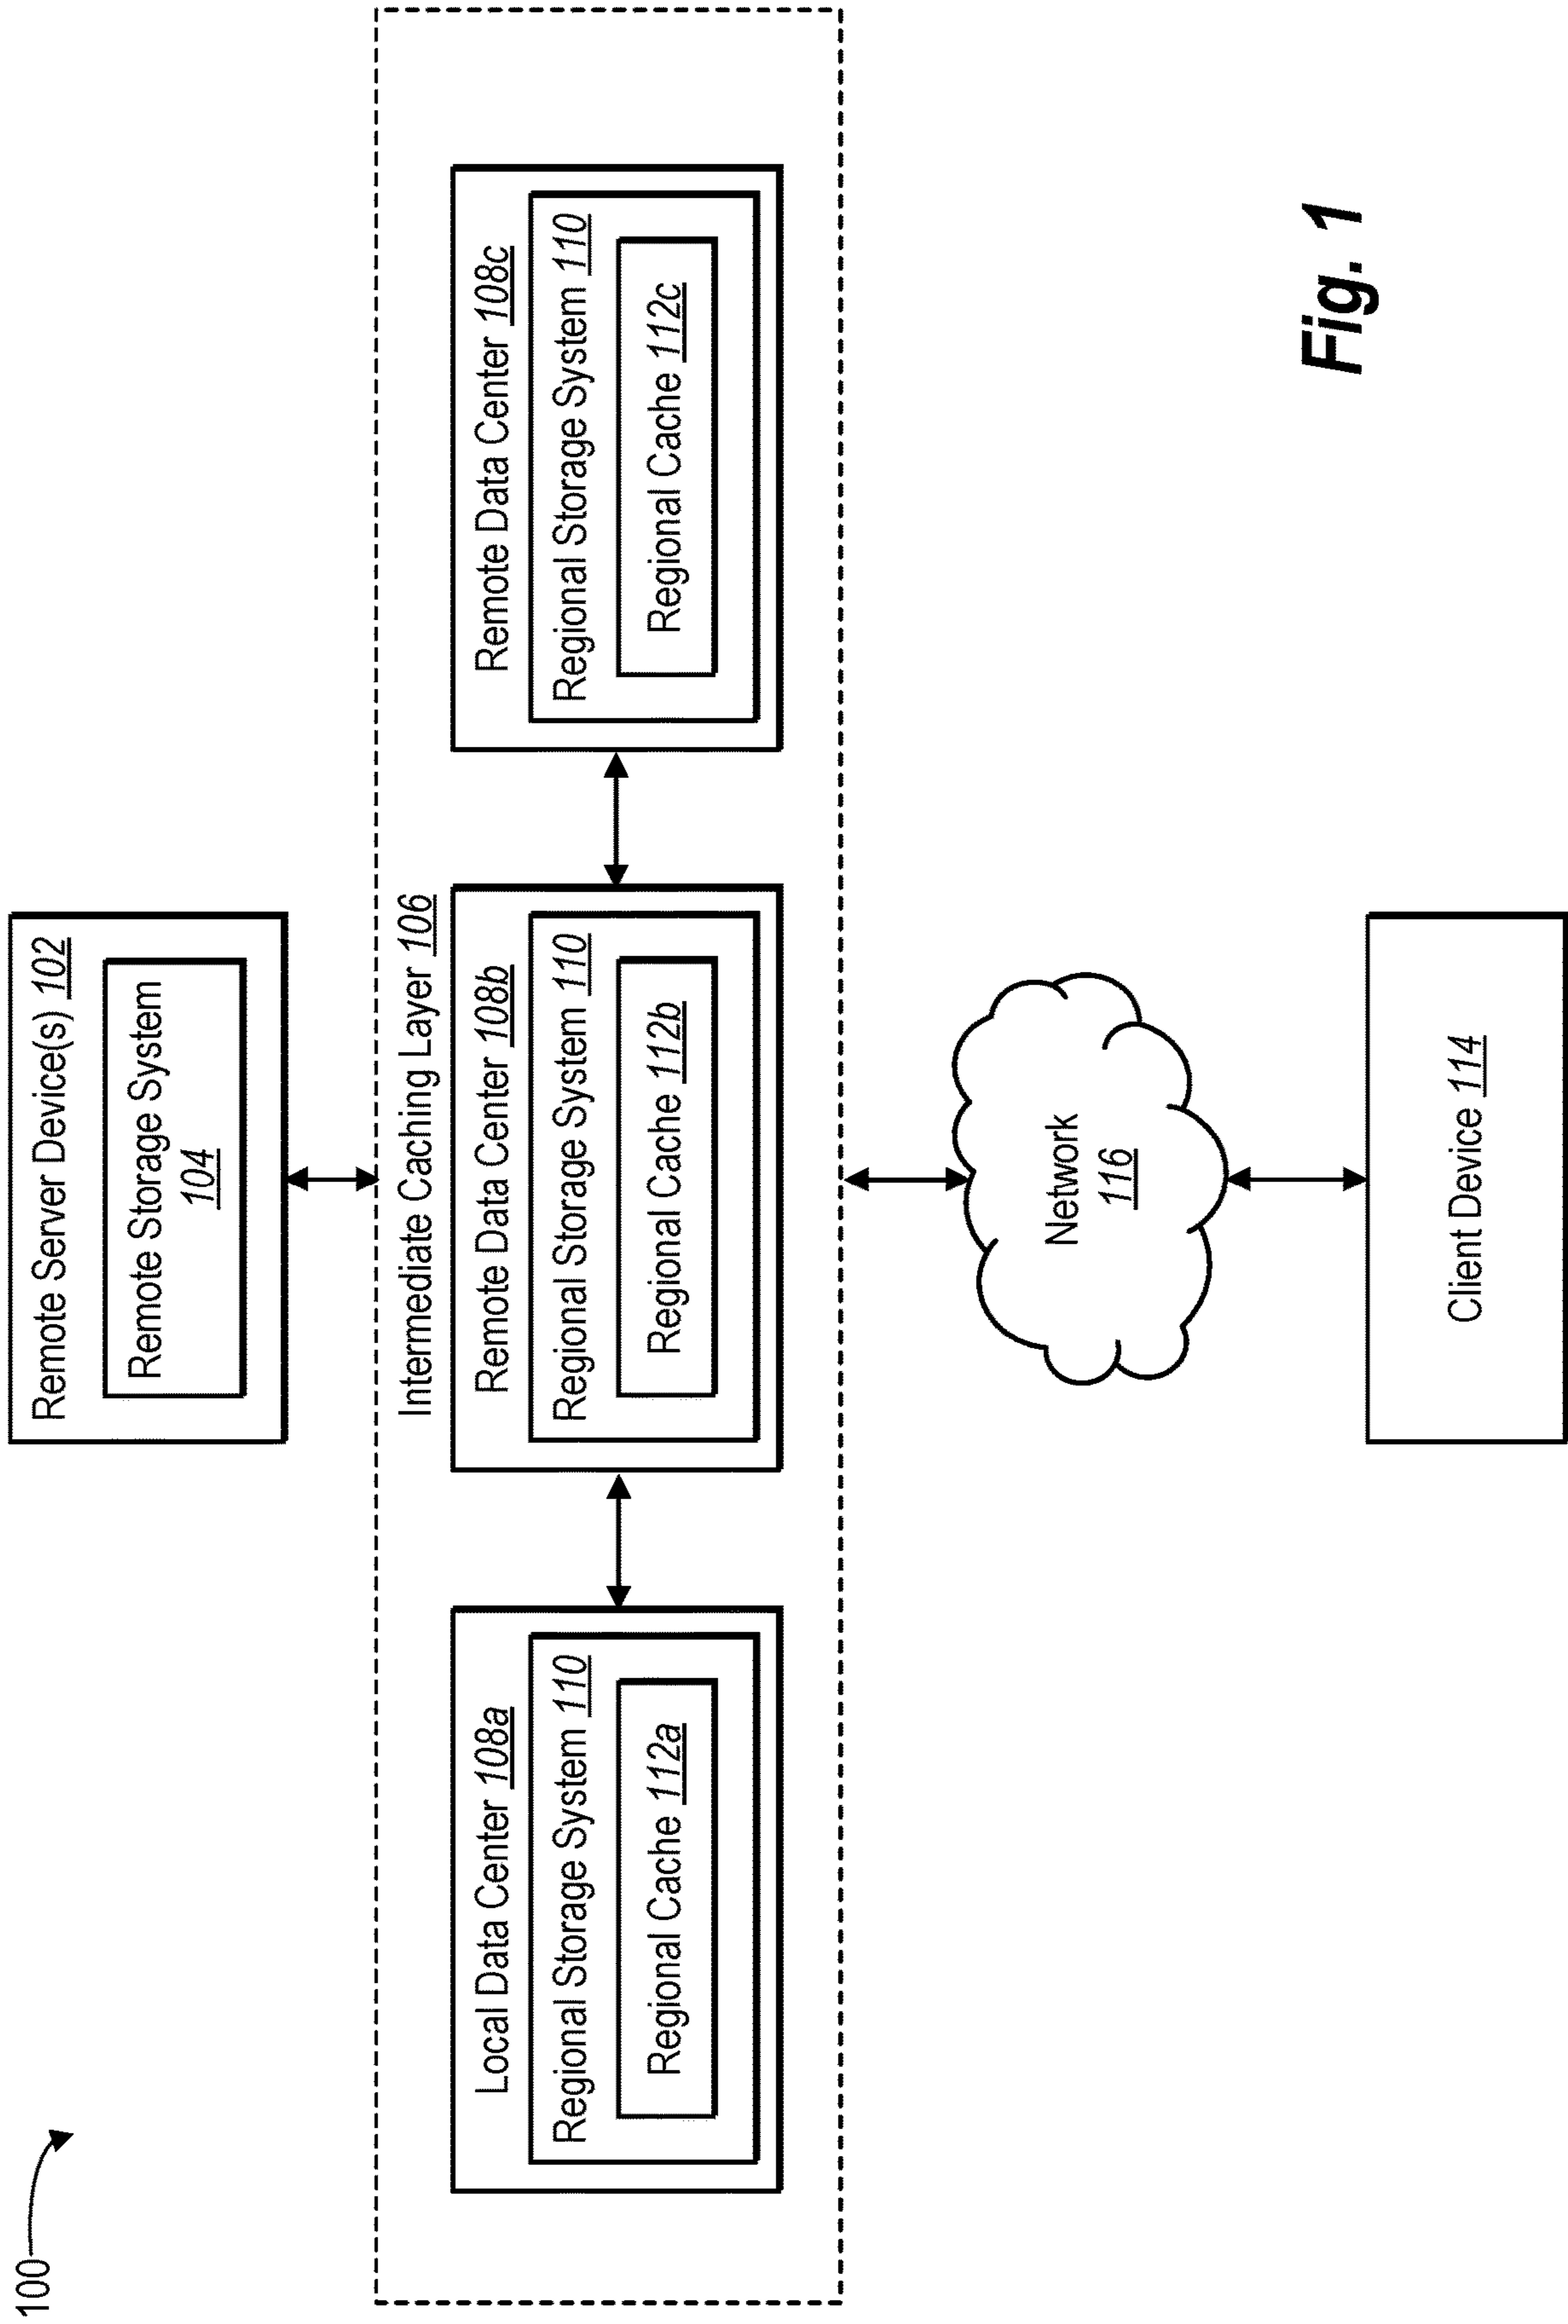 100
Remote Server Device(s) 102
Remote Storage System
104
Intermediate Caching Layer 106
Local Data Center 108a
Regional Storage System 110
Regional Cache 112a
Remote Data Center 108b
Regional Storage System 110
Regional Cache 112b
Remote Data Center 108c
Regional Storage System 110
Regional Cache 112c
Network
116
Client Device 114
Fig. 1